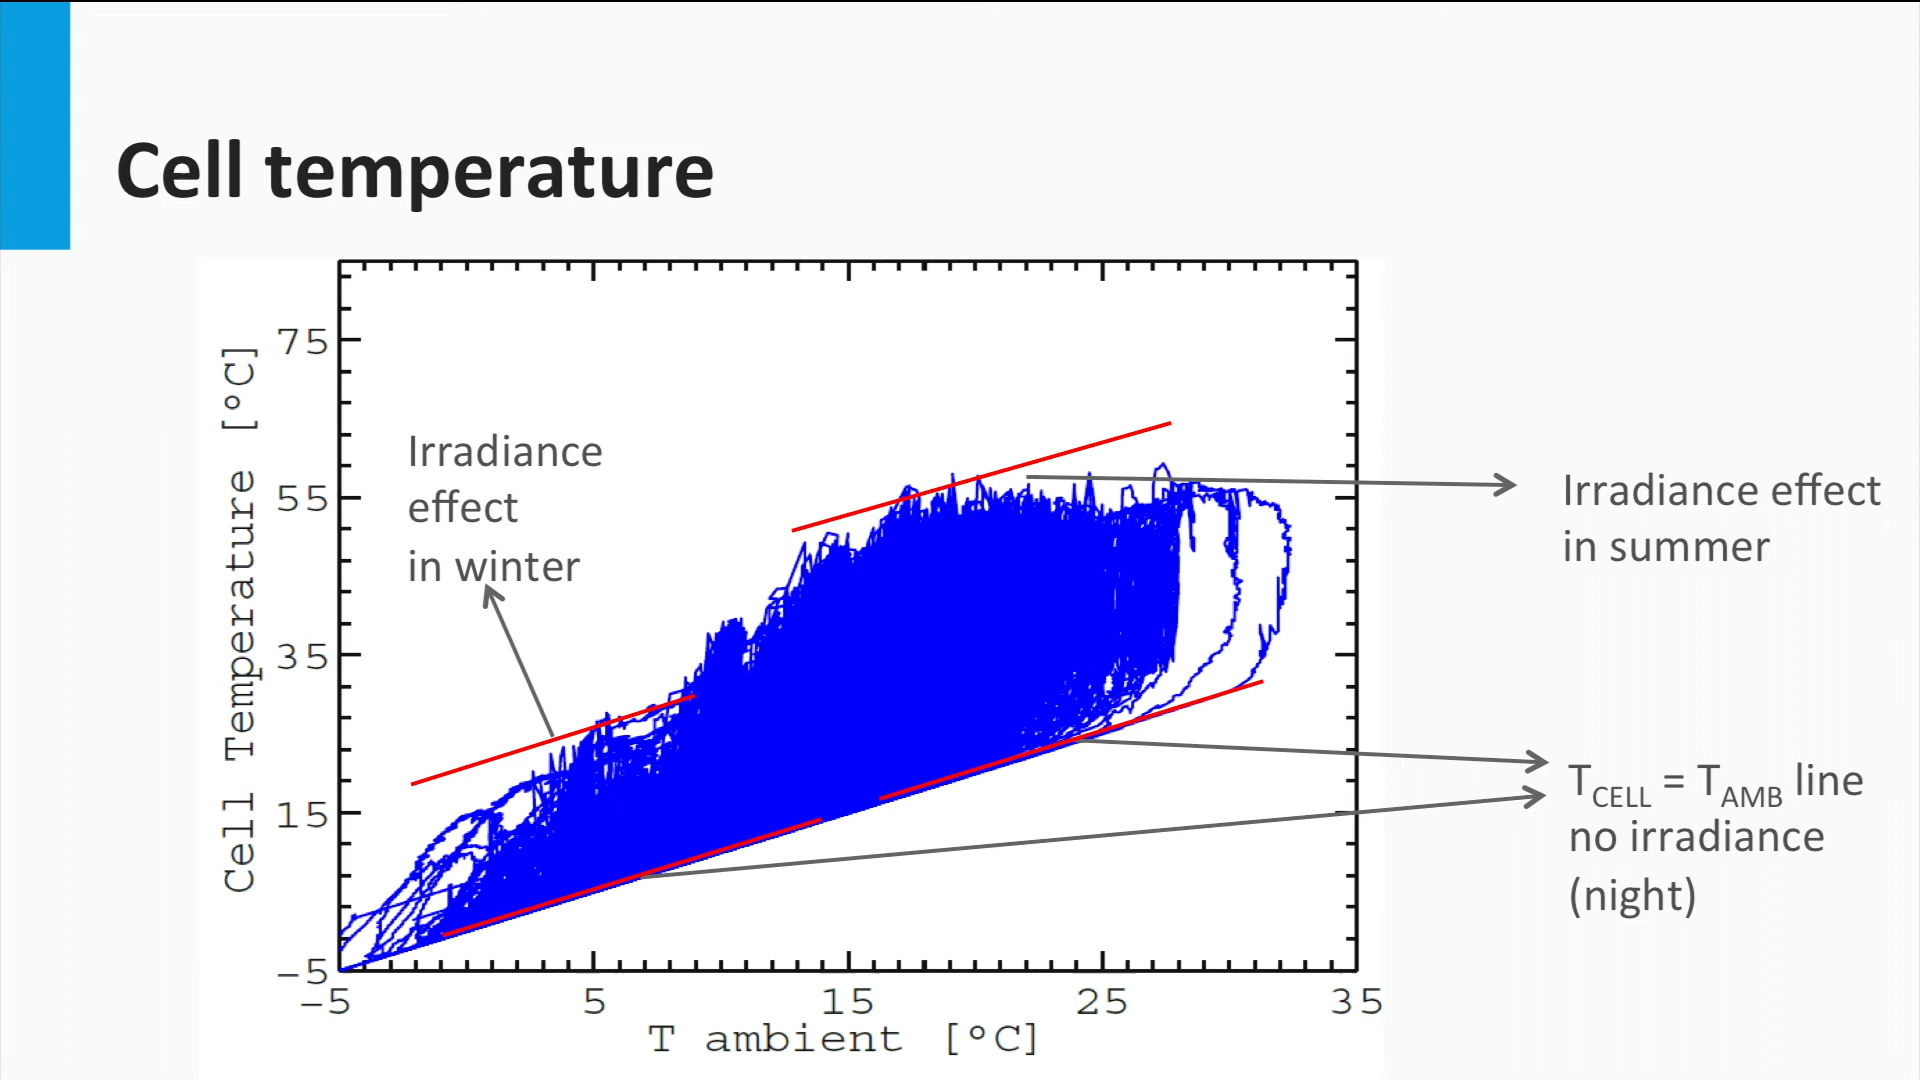 Cell temperature
Cell Temperature [°C]
75
55
35
15
-5
-5
5
15
25
35
T ambient [°C]
Irradiance
effect
in winter
Irradiance effect
in summer
T_CELL = T_AMB line
no irradiance
(night)